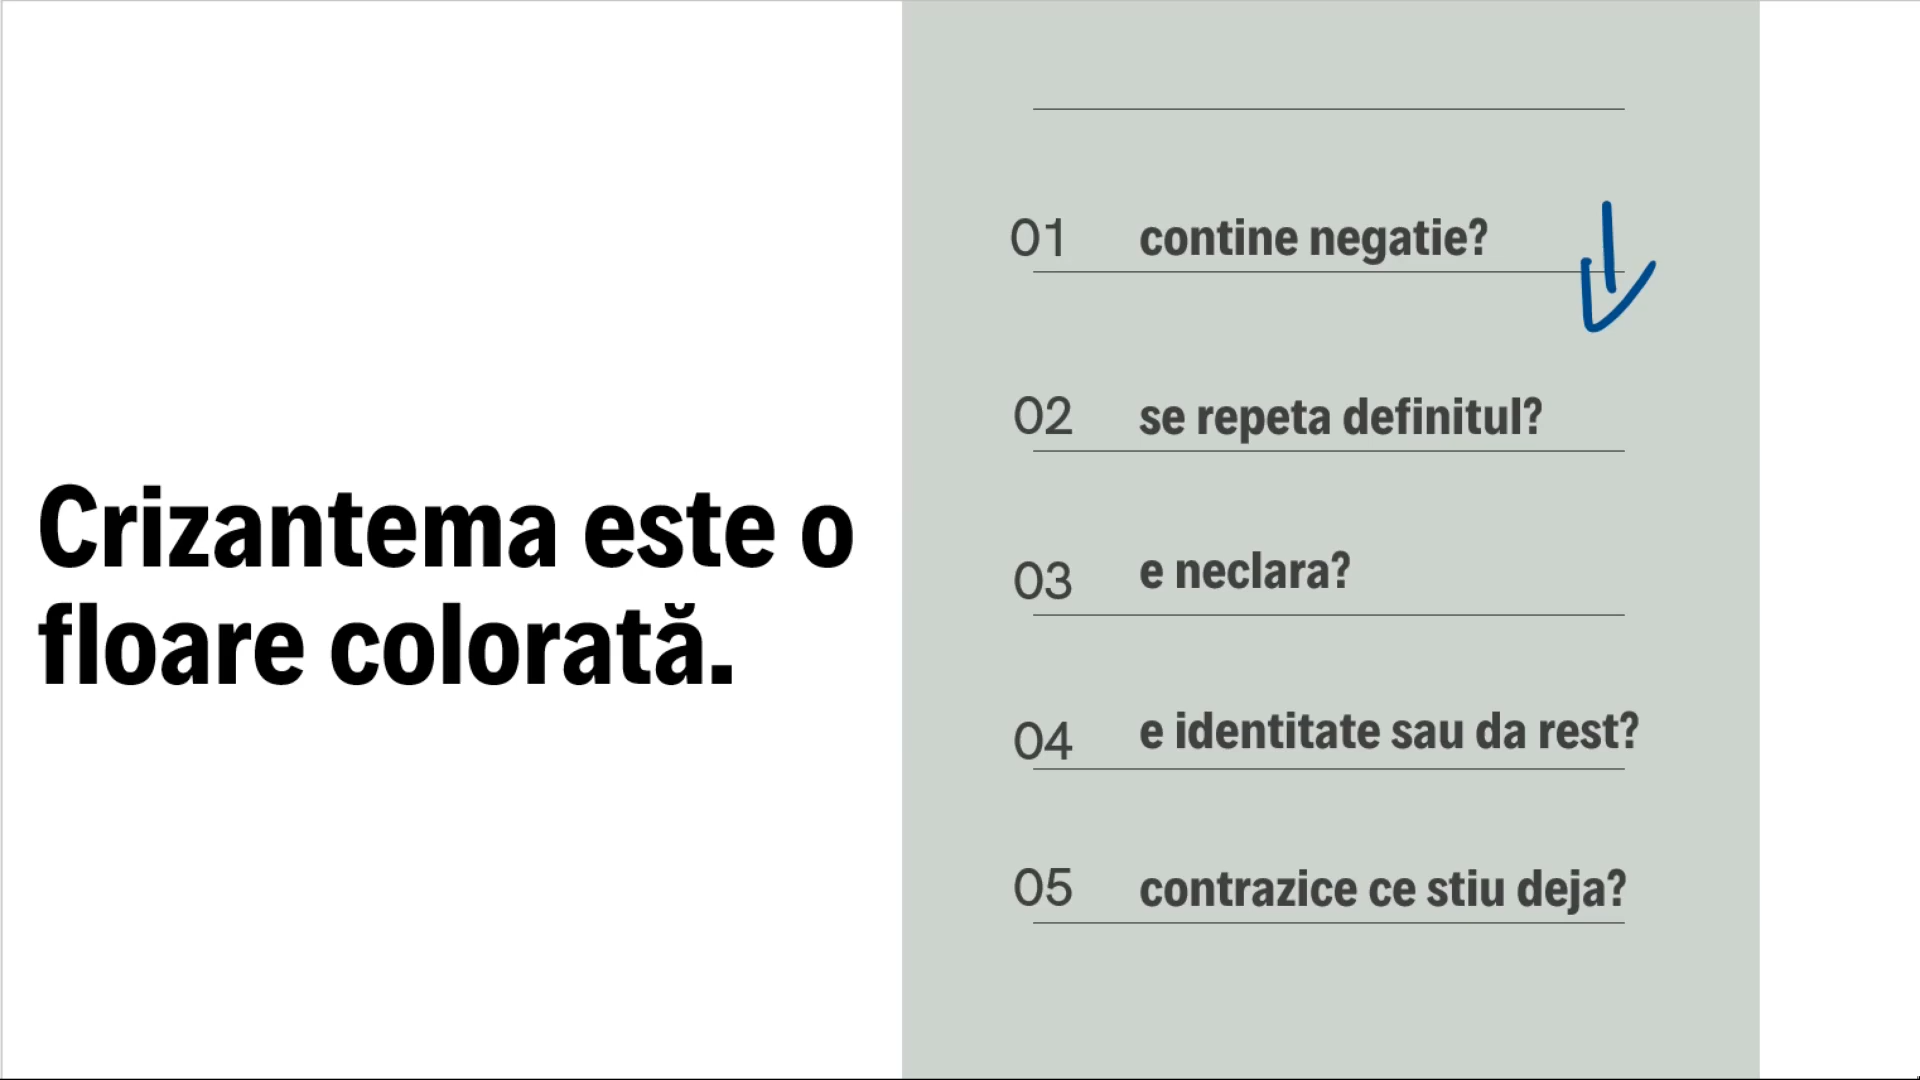 Crizantema este o
floare colorată.
01 contine negatie?
02 se repeta definitul?
03 e neclara?
04 e identitate sau da rest?
05 contrazice ce stiu deja?